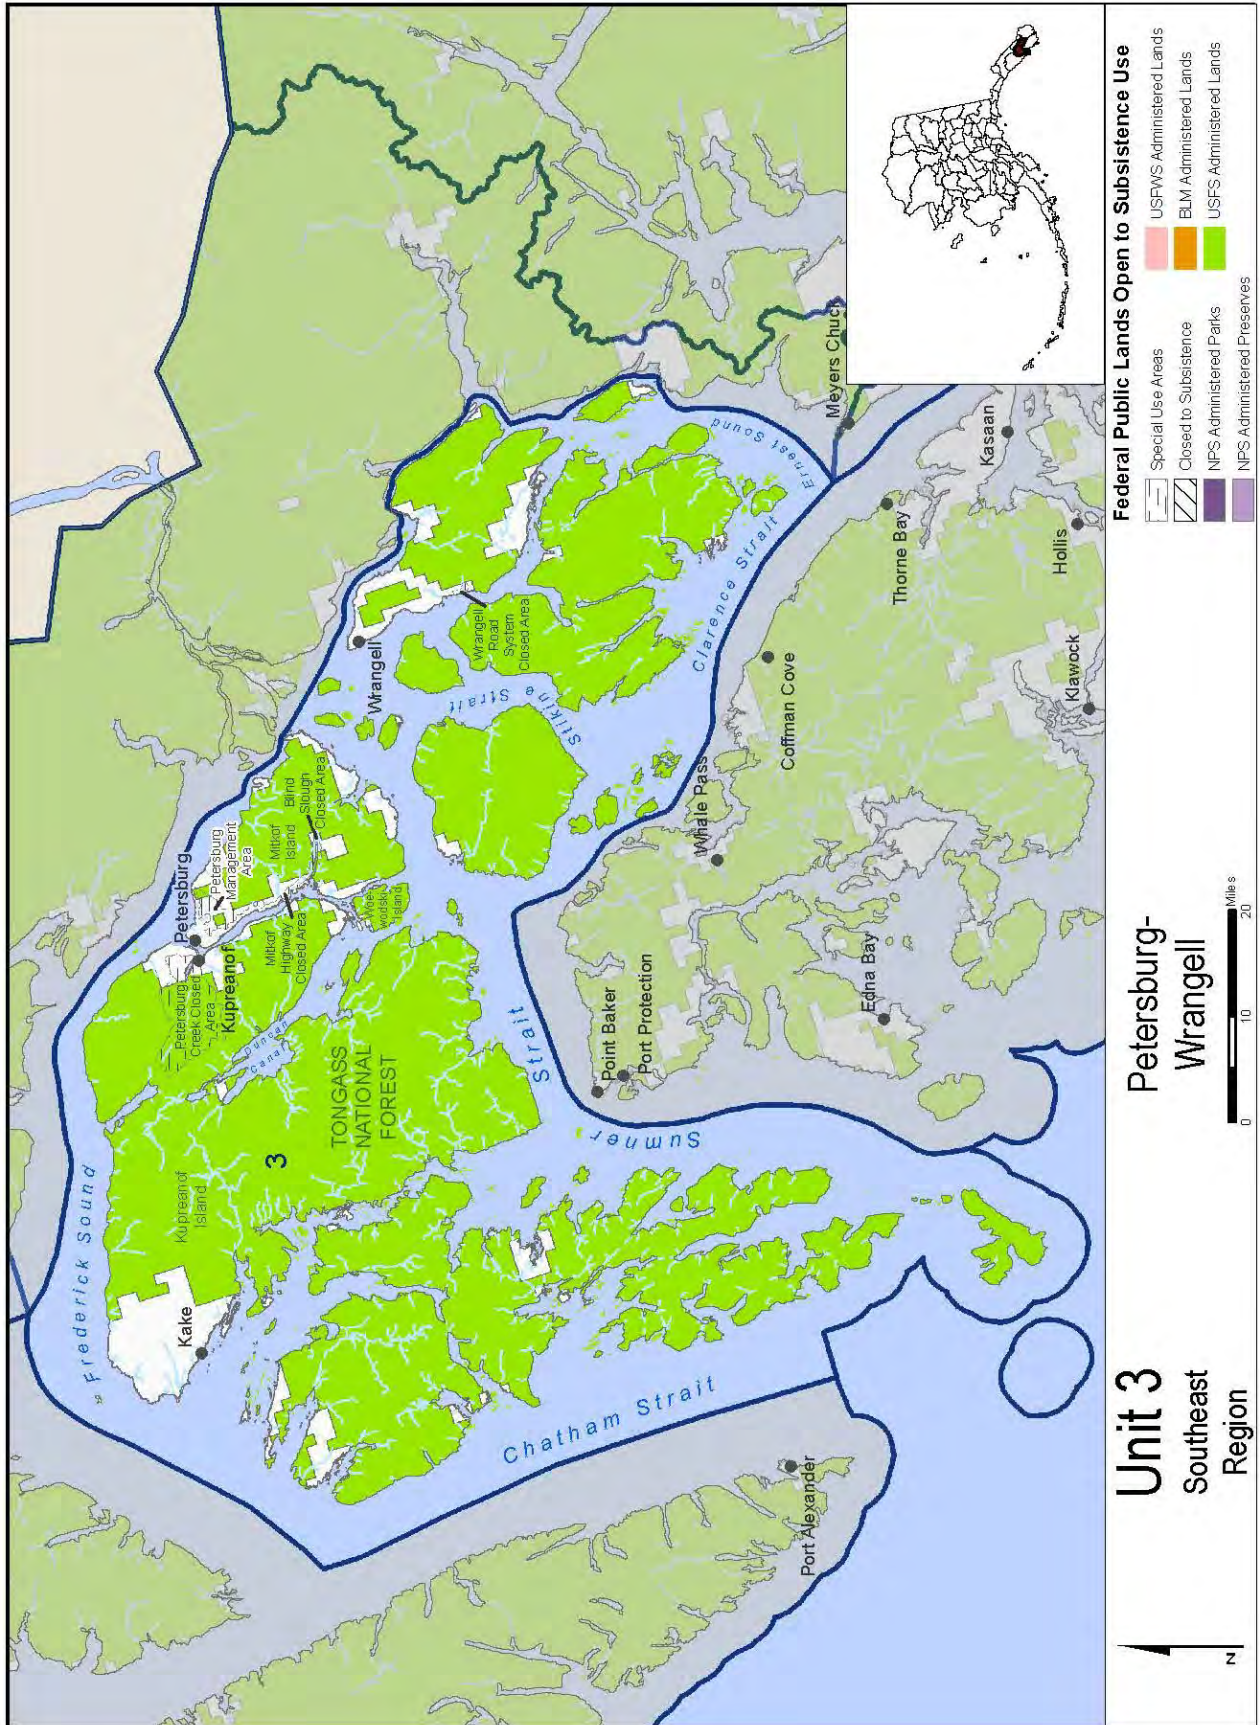 Frederick Sound
Kake
Kupreanof
Island
3
TONGASS
NATIONAL
FOREST
Duncan
Canal
Petersburg
Creek Closed
Area
Kupreanof
Petersburg
Petersburg
Management
Area
Mitkof
Highway
Closed Area
Mitkof
Island
Blind
Slough
Closed Area
Woe-
wodski
Island
Wrangell
Wrangell
Road
System
Closed Area
Stikine Strait
Chatham Strait
Sumner Strait
Clarence Strait
Ernest Sound
Port Alexander
Point Baker
Port Protection
Edna Bay
Whale Pass
Coffman Cove
Thorne Bay
Klawock
Hollis
Kasaan
Meyers Chuck
N
Unit 3
Southeast
Region
Petersburg-
Wrangell
0 10 20
Miles
Federal Public Lands Open to Subsistence Use
Special Use Areas
Closed to Subsistence
NPS Administered Parks
NPS Administered Preserves
USFWS Administered Lands
BLM Administered Lands
USFS Administered Lands